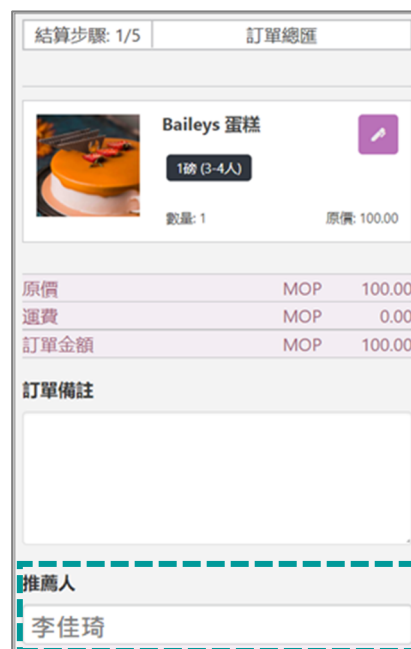 結算步驟: 1/5 訂單總匯
Baileys 蛋糕
1磅 (3-4人)
數量: 1 原價: 100.00
原價 MOP 100.00
運費 MOP 0.00
訂單金額 MOP 100.00
訂單備註
推薦人
李佳琦